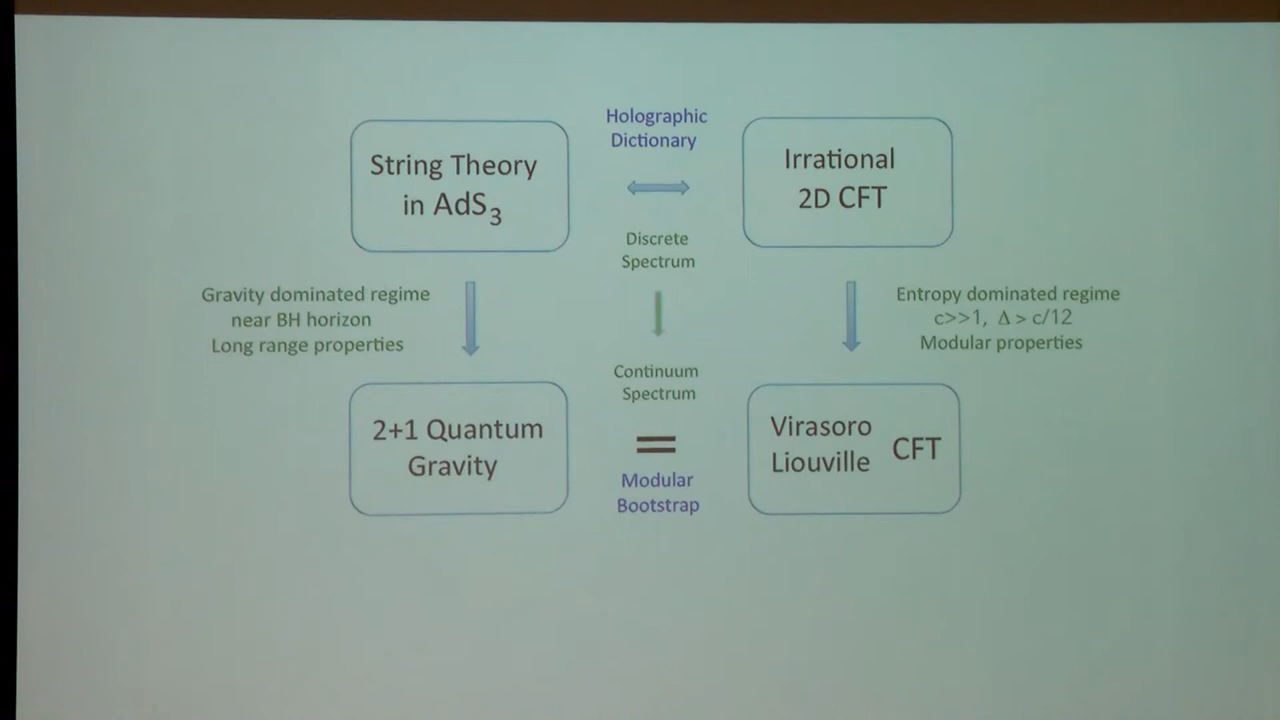 Holographic
Dictionary
String Theory
in AdS₃
Irrational
2D CFT
Discrete
Spectrum
Gravity dominated regime
near BH horizon
Long range properties
Entropy dominated regime
c>>1, Δ > c/12
Modular properties
Continuum
Spectrum
2+1 Quantum
Gravity
=
Virasoro
Liouville CFT
Modular
Bootstrap